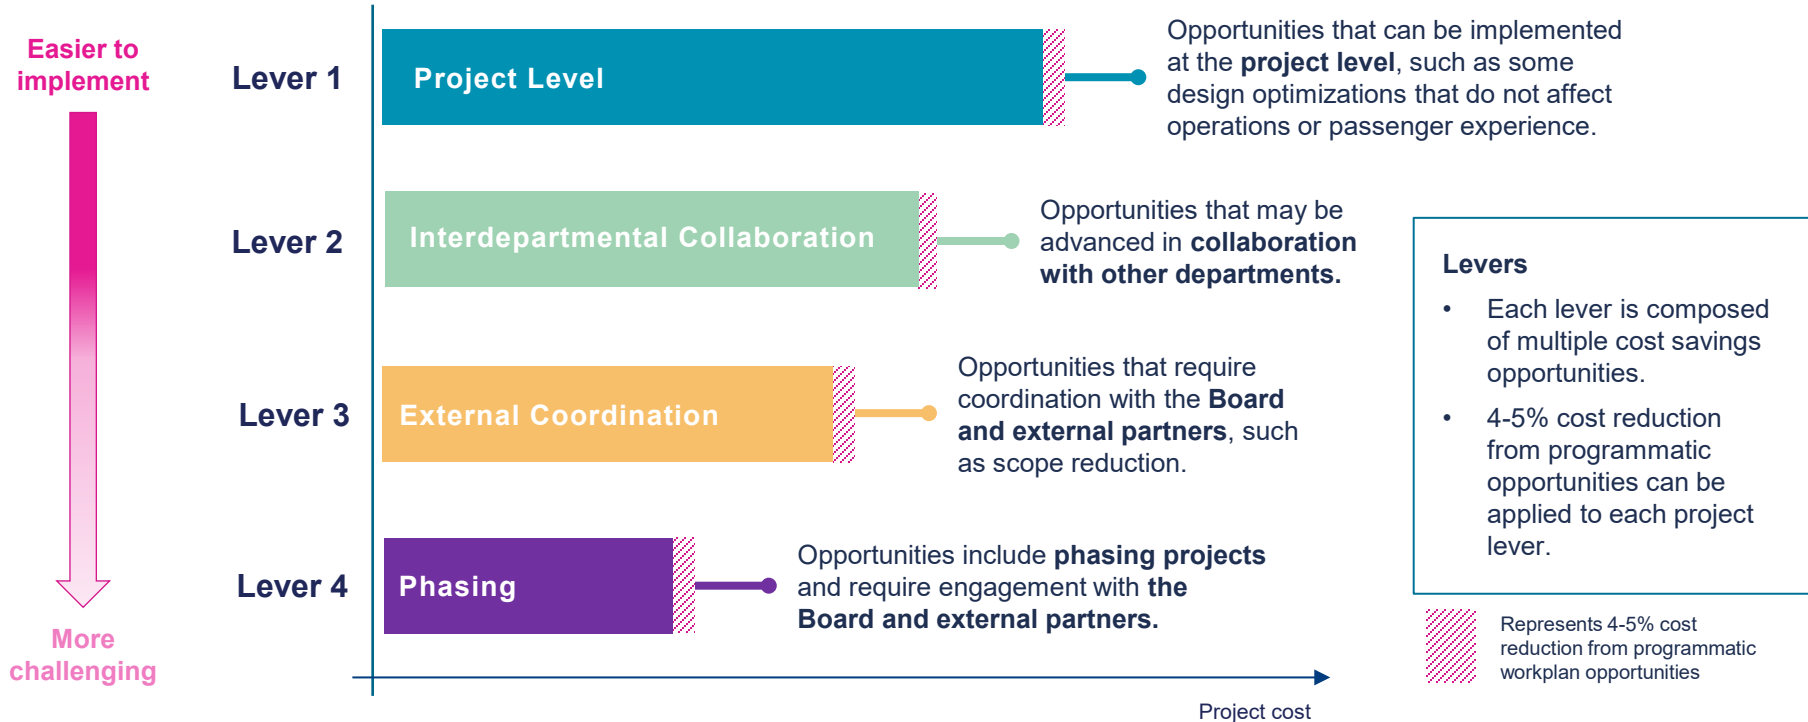 Easier to
implement
Lever 1
Project Level
Opportunities that can be implemented
at the project level, such as some
design optimizations that do not affect
operations or passenger experience.
Lever 2
Interdepartmental Collaboration
Opportunities that may be
advanced in collaboration
with other departments.
Lever 3
External Coordination
Opportunities that require
coordination with the Board
and external partners, such
as scope reduction.
Lever 4
Phasing
Opportunities include phasing projects
and require engagement with the
Board and external partners.
More
challenging
Project cost
Levers
• Each lever is composed
of multiple cost savings
opportunities.
• 4-5% cost reduction
from programmatic
opportunities can be
applied to each project
lever.
Represents 4-5% cost
reduction from programmatic
workplan opportunities